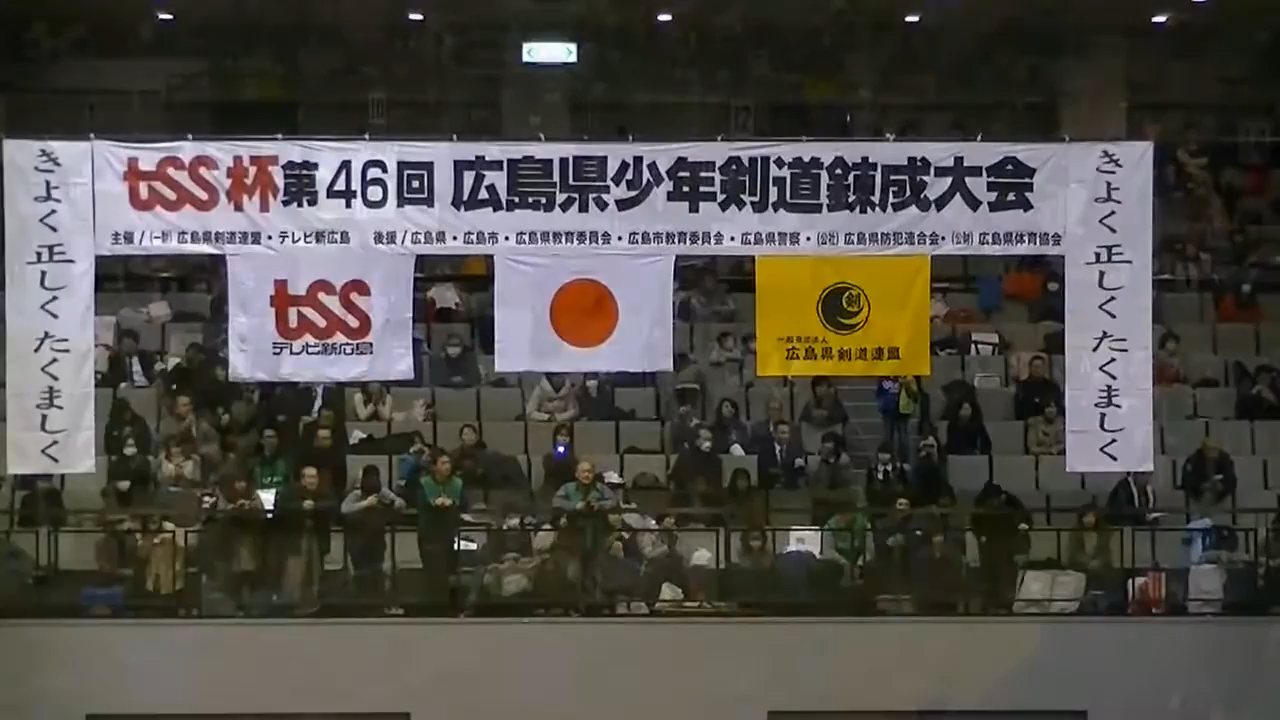 tss杯第46回 広島県少年剣道錬成大会
主催/(一財)広島県剣道連盟・テレビ新広島 後援/広島県・広島市・広島県教育委員会・広島市教育委員会・広島県警察・(公社)広島県防犯連合会・(公財)広島県体育協会
きよく 正しく たくましく
tss
テレビ新広島
剣
一般財団法人
広島県剣道連盟
きよく 正しく たくましく